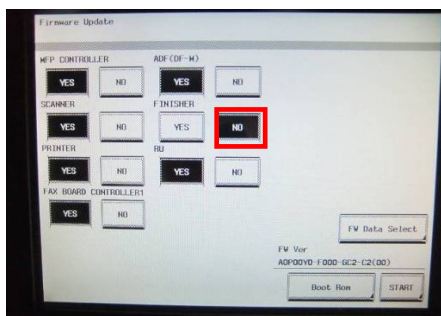 Firmware Update
MFP CONTROLLER
YES NO
ADF(DF-M)
YES NO
SCANNER
YES NO
FINISHER
YES NO
PRINTER
YES NO
RU
YES NO
FAX BOARD CONTROLLER1
YES NO
FW Data Select
FW Ver
A0P00Y0-F000-GC2-C2(00)
Boot Rom START